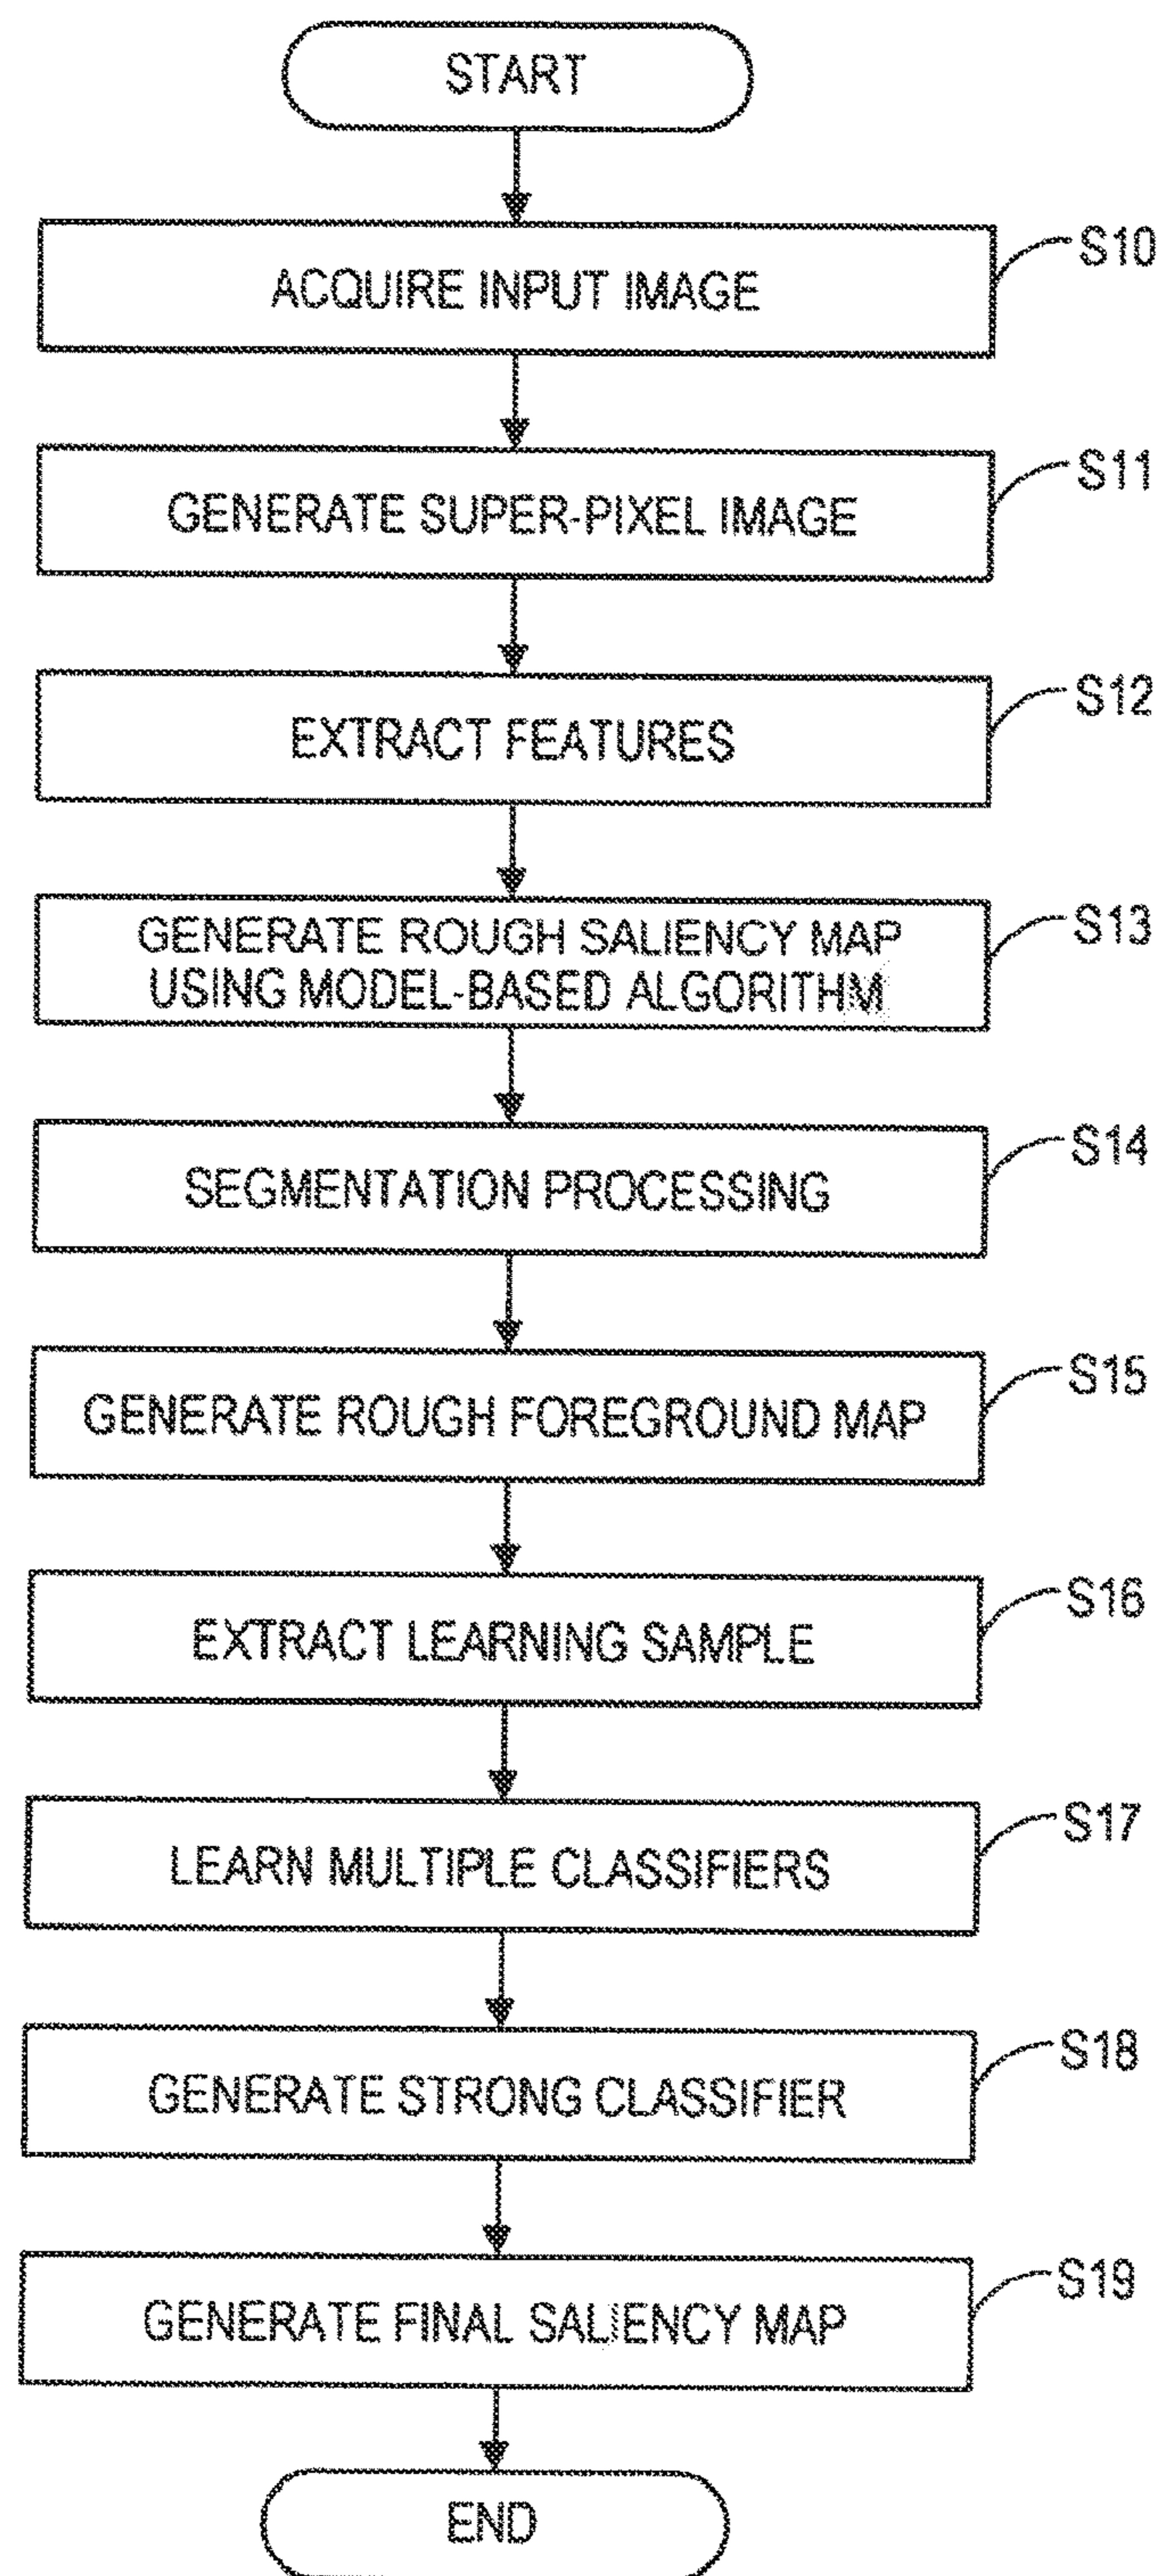 START
ACQUIRE INPUT IMAGE
S10
GENERATE SUPER-PIXEL IMAGE
S11
EXTRACT FEATURES
S12
GENERATE ROUGH SALIENCY MAP
USING MODEL-BASED ALGORITHM
S13
SEGMENTATION PROCESSING
S14
GENERATE ROUGH FOREGROUND MAP
S15
EXTRACT LEARNING SAMPLE
S16
LEARN MULTIPLE CLASSIFIERS
S17
GENERATE STRONG CLASSIFIER
S18
GENERATE FINAL SALIENCY MAP
S19
END